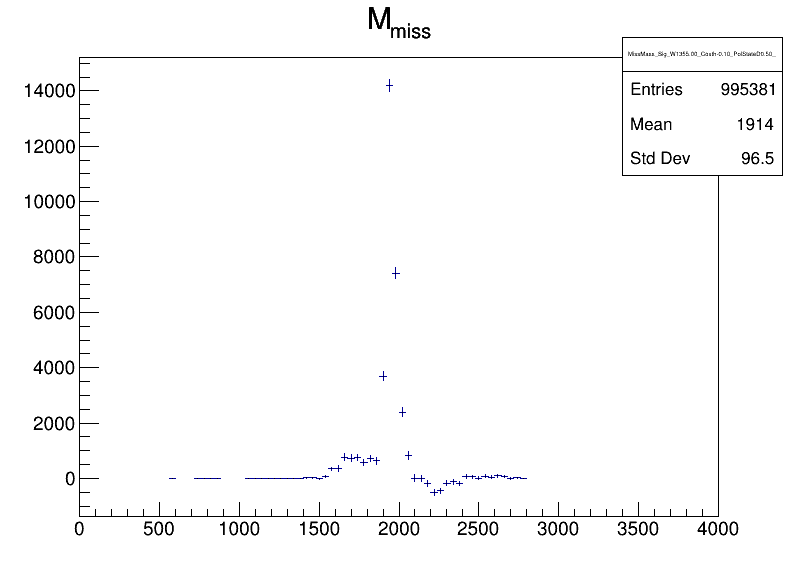 M_miss
MissMass_Sig_W1355.00_Costh-0.10_PolStateD0.50_
Entries 995381
Mean 1914
Std Dev 96.5
14000
12000
10000
8000
6000
4000
2000
0
0 500 1000 1500 2000 2500 3000 3500 4000